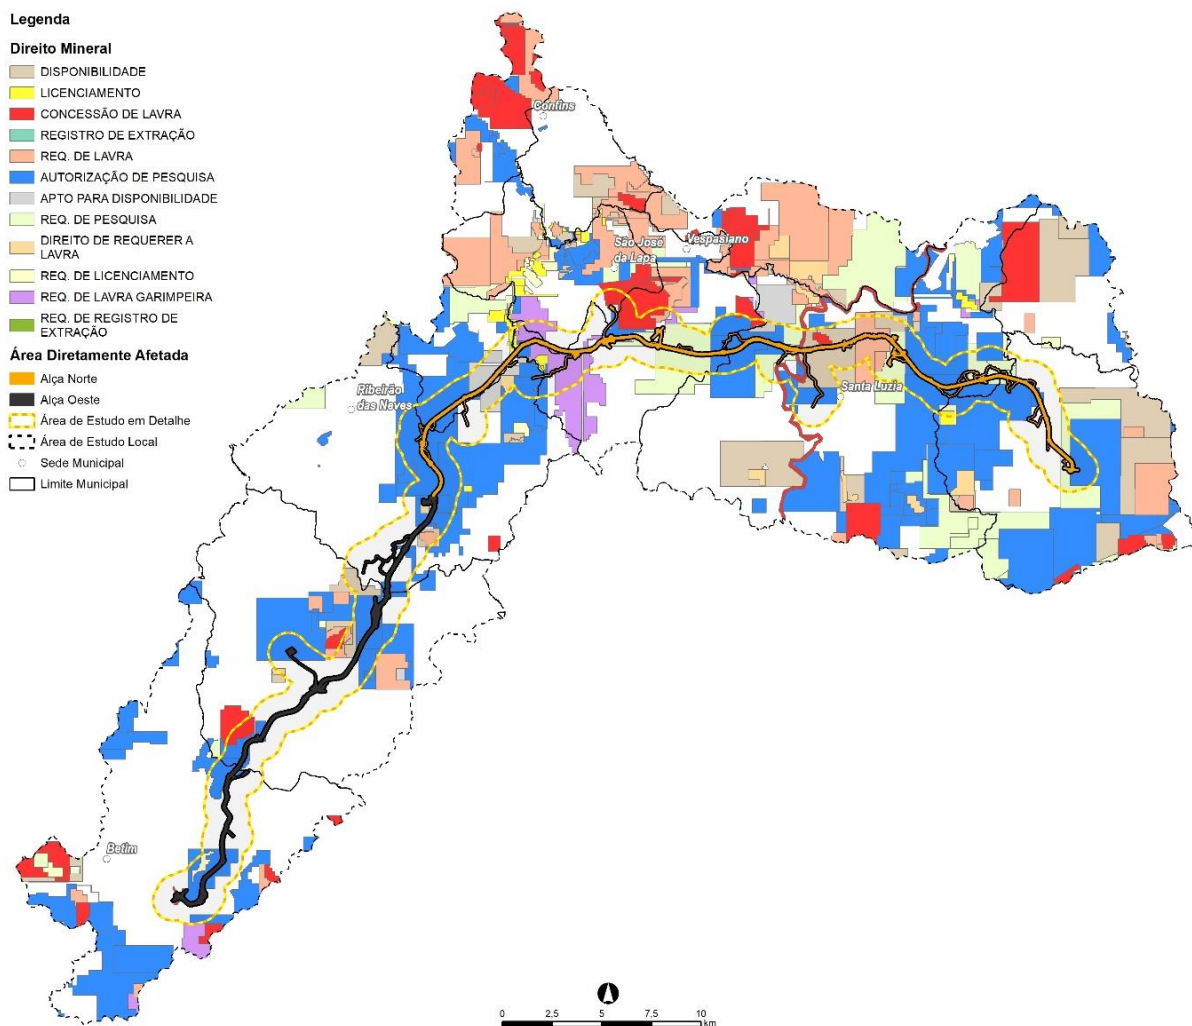 Legenda
Direito Mineral
DISPONIBILIDADE
LICENCIAMENTO
CONCESSÃO DE LAVRA
REGISTRO DE EXTRAÇÃO
REQ. DE LAVRA
AUTORIZAÇÃO DE PESQUISA
APTO PARA DISPONIBILIDADE
REQ. DE PESQUISA
DIREITO DE REQUERER A
LAVRA
REQ. DE LICENCIAMENTO
REQ. DE LAVRA GARIMPEIRA
REQ. DE REGISTRO DE
EXTRAÇÃO
Área Diretamente Afetada
Alça Norte
Alça Oeste
Área de Estudo em Detalhe
Área de Estudo Local
Sede Municipal
Limite Municipal
Confins
São José
da Lapa
Vespasiano
Ribeirão
das Neves
Santa Luzia
Betim
0 2,5 5 7,5 10
km